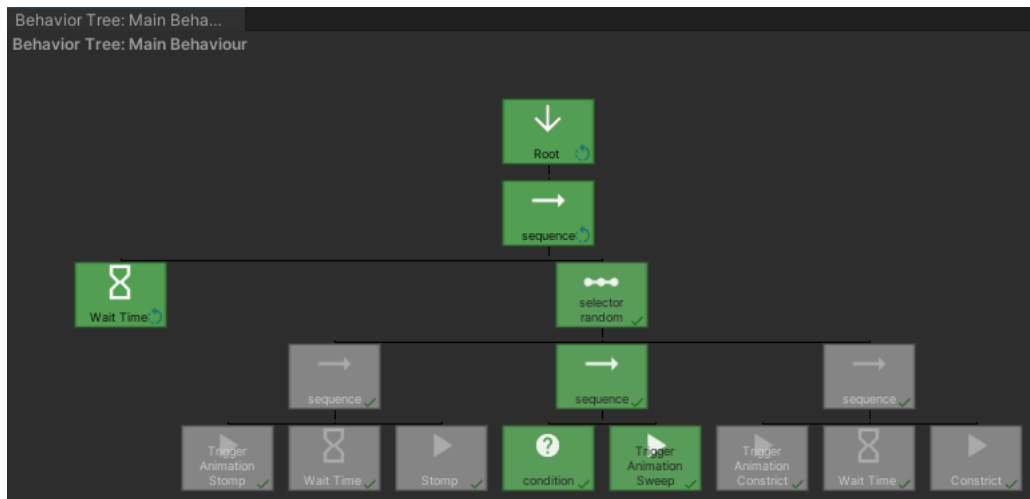 Behavior Tree: Main Beha...
Behavior Tree: Main Behaviour
Root
sequence
Wait Time
selector
random
sequence
sequence
sequence
Trigger
Animation
Stomp
Wait Time
Stomp
condition
Trigger
Animation
Sweep
Trigger
Animation
Constrict
Wait Time
Constrict